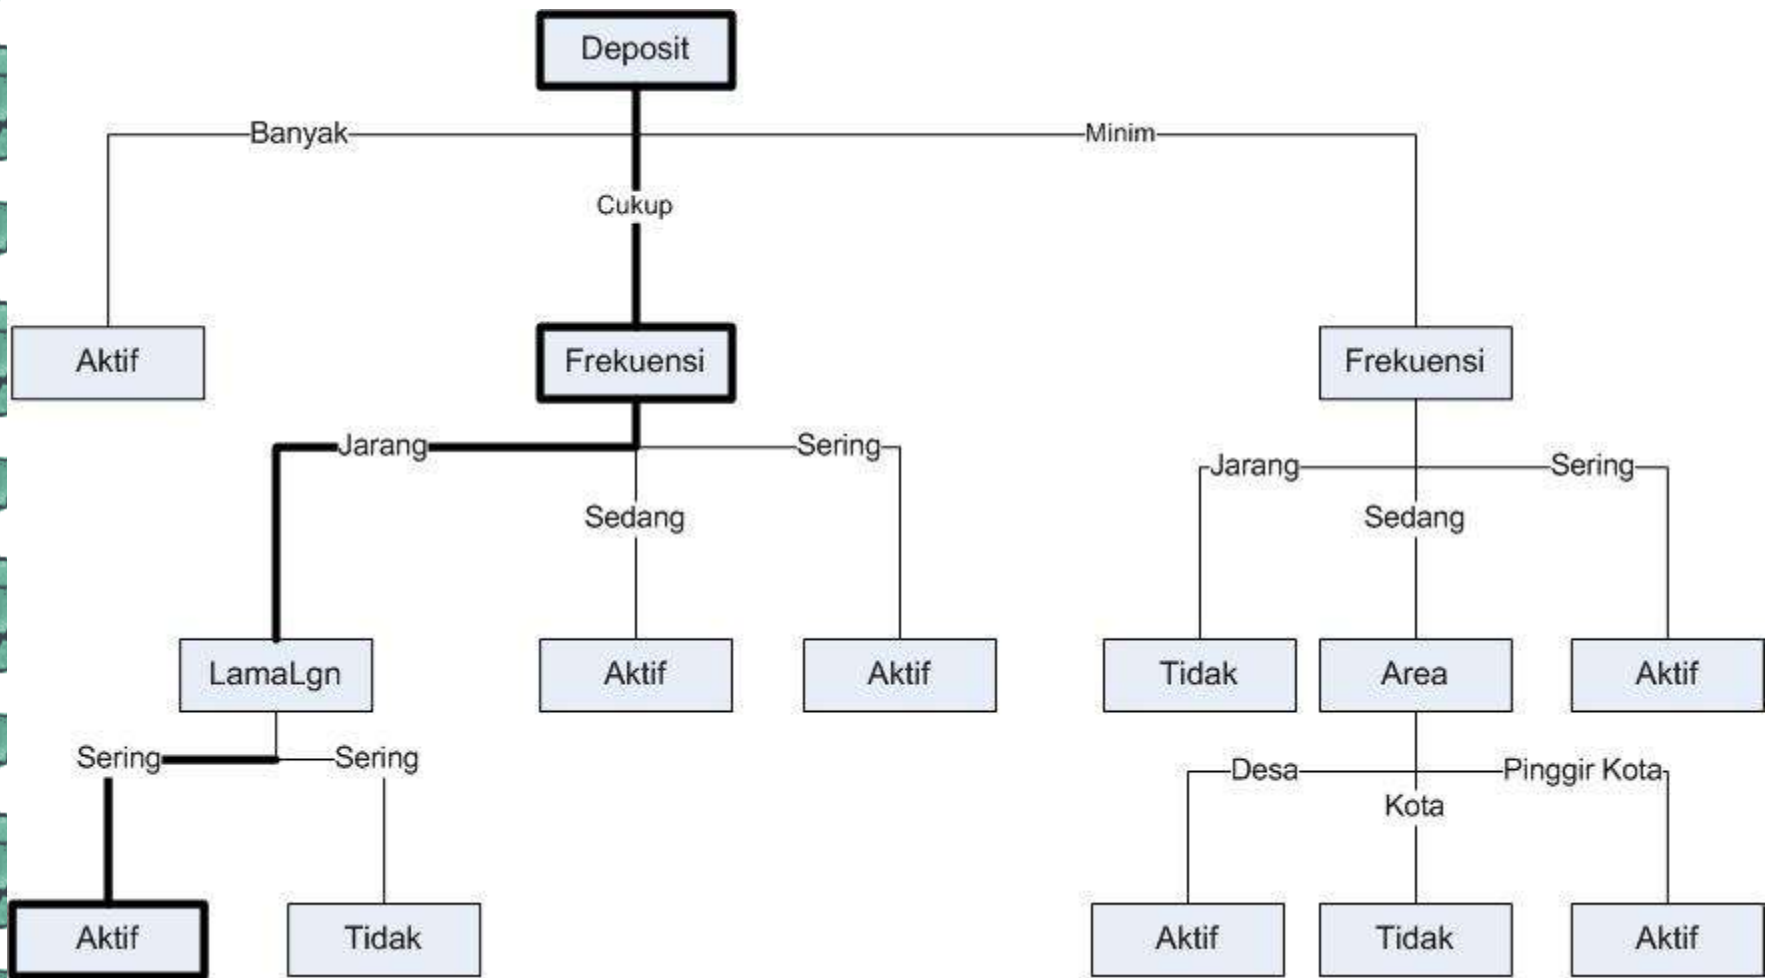 Deposit
Banyak
Minim
Cukup
Aktif
Frekuensi
Frekuensi
Jarang
Sering
Jarang
Sering
Sedang
Sedang
LamaLgn
Aktif
Aktif
Tidak
Area
Aktif
Sering
Sering
Desa
Pinggir Kota
Kota
Aktif
Tidak
Aktif
Tidak
Aktif